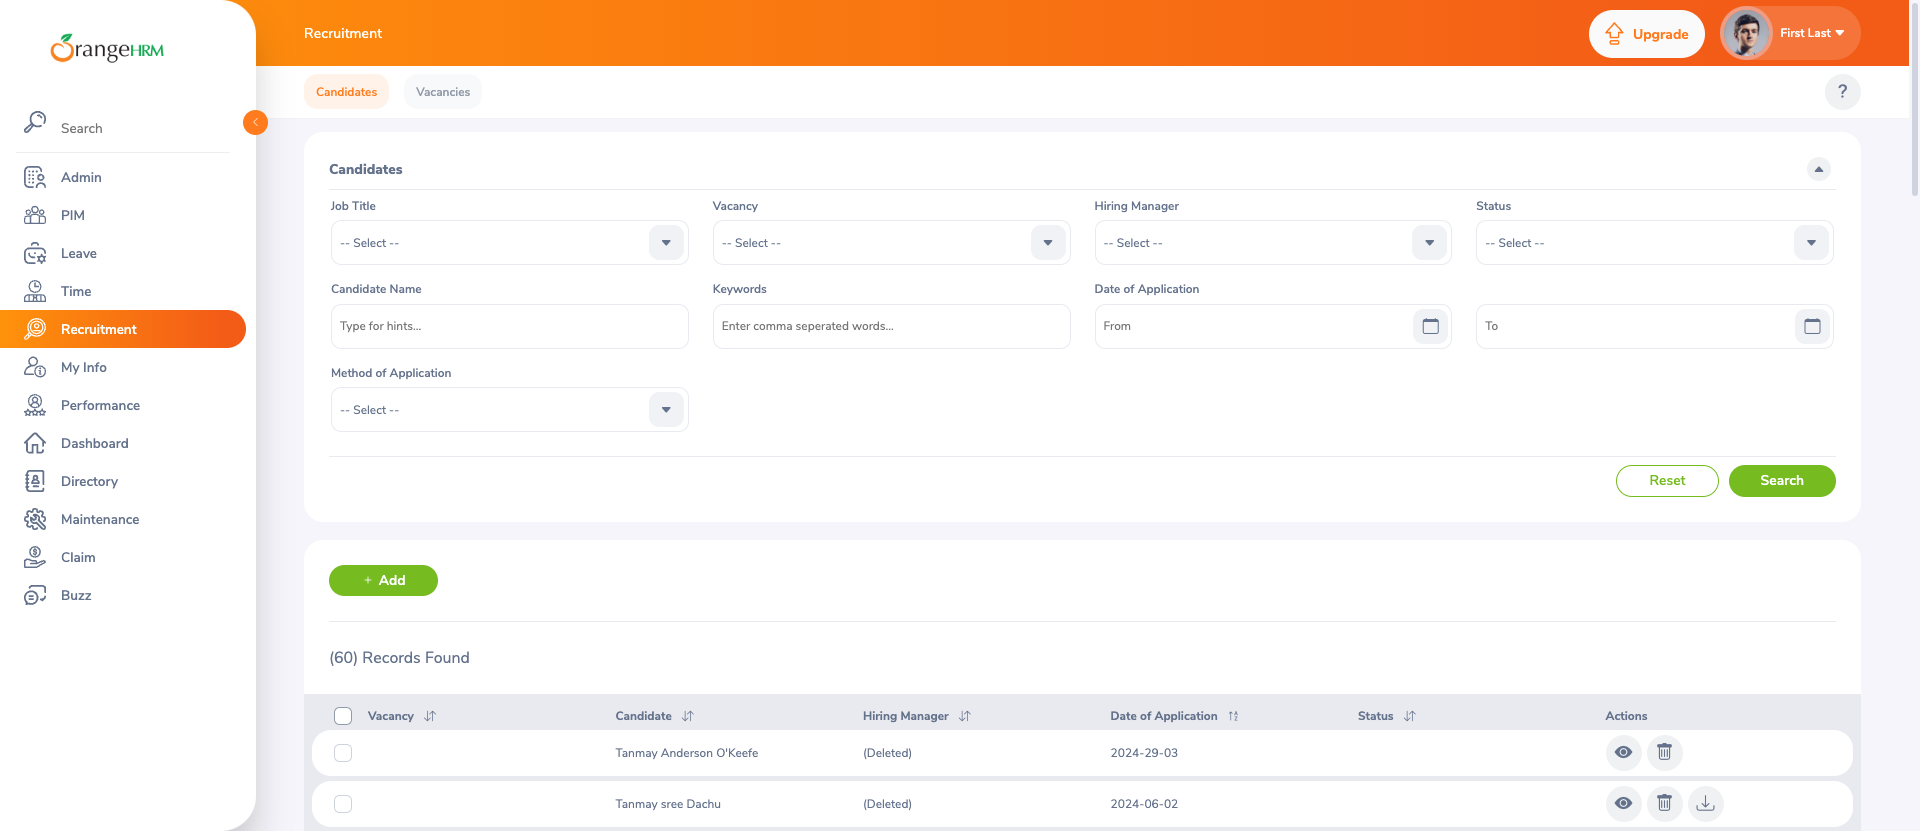 OrangeHRM
Recruitment
Upgrade
First Last
Candidates
Vacancies
?
Search
Admin
PIM
Leave
Time
Recruitment
My Info
Performance
Dashboard
Directory
Maintenance
Claim
Buzz
Candidates
Job Title
Vacancy
Hiring Manager
Status
-- Select --
-- Select --
-- Select --
-- Select --
Candidate Name
Keywords
Date of Application
Type for hints...
Enter comma seperated words...
From
To
Method of Application
-- Select --
Reset
Search
+ Add
(60) Records Found
Vacancy
Candidate
Hiring Manager
Date of Application
Status
Actions
Tanmay Anderson O'Keefe
(Deleted)
2024-29-03
Tanmay sree Dachu
(Deleted)
2024-06-02